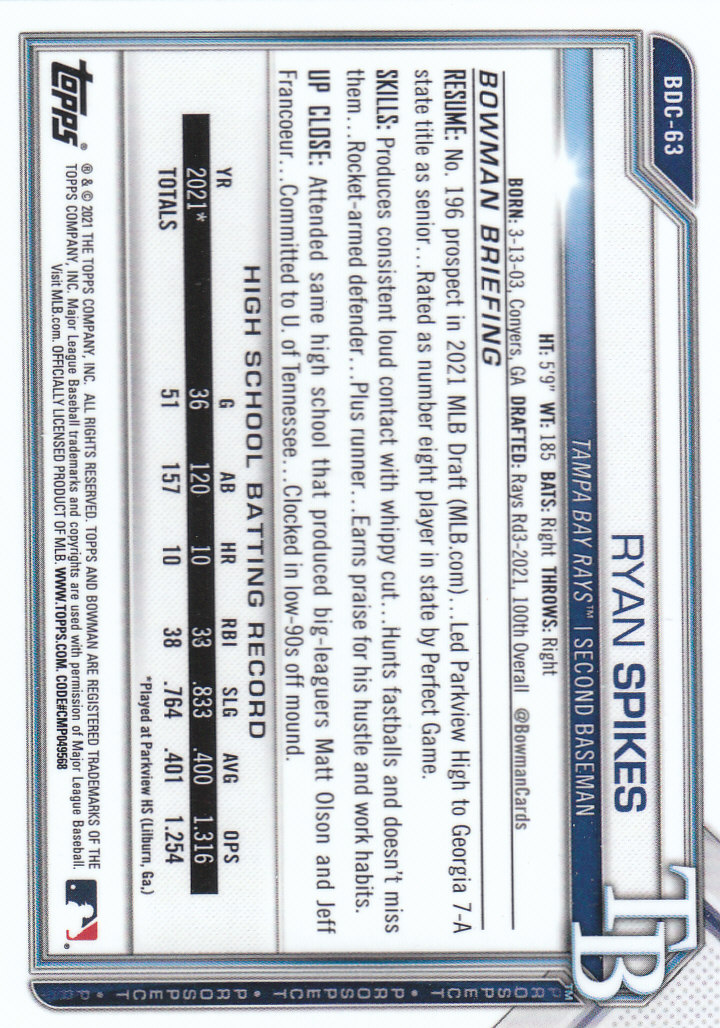 BDC-63
RYAN SPIKES
TAMPA BAY RAYS™ | SECOND BASEMAN
TB™
HT: 5'9" WT: 185 BATS: Right THROWS: Right
BORN: 3-13-03, Conyers, GA DRAFTED: Rays Rd3-2021, 100th Overall @BowmanCards
BOWMAN BRIEFING
RESUME: No. 196 prospect in 2021 MLB Draft (MLB.com)...Led Parkview High to Georgia 7-A
state title as senior...Rated as number eight player in state by Perfect Game.
SKILLS: Produces consistent loud contact with whippy cut...Hunts fastballs and doesn't miss
them...Rocket-armed defender...Plus runner...Earns praise for his hustle and work habits.
UP CLOSE: Attended same high school that produced big-leaguers Matt Olson and Jeff
Francoeur...Committed to U. of Tennessee...Clocked in low-90s off mound.
HIGH SCHOOL BATTING RECORD
YR G AB HR RBI SLG AVG OPS
2021* 36 120 10 33 .833 .400 1.316
TOTALS 51 157 10 38 .764 .401 1.254
*Played at Parkview HS (Lilburn, Ga.)
topps®
® & © 2021 THE TOPPS COMPANY, INC. ALL RIGHTS RESERVED. TOPPS AND BOWMAN ARE REGISTERED TRADEMARKS OF THE
TOPPS COMPANY, INC. Major League Baseball trademarks and copyrights are used with permission of Major League Baseball.
Visit MLB.com. OFFICIALLY LICENSED PRODUCT OF MLB. WWW.TOPPS.COM. CODE#CMP049568
®
PROSPECT • PROSPECT • PROSPECT • P